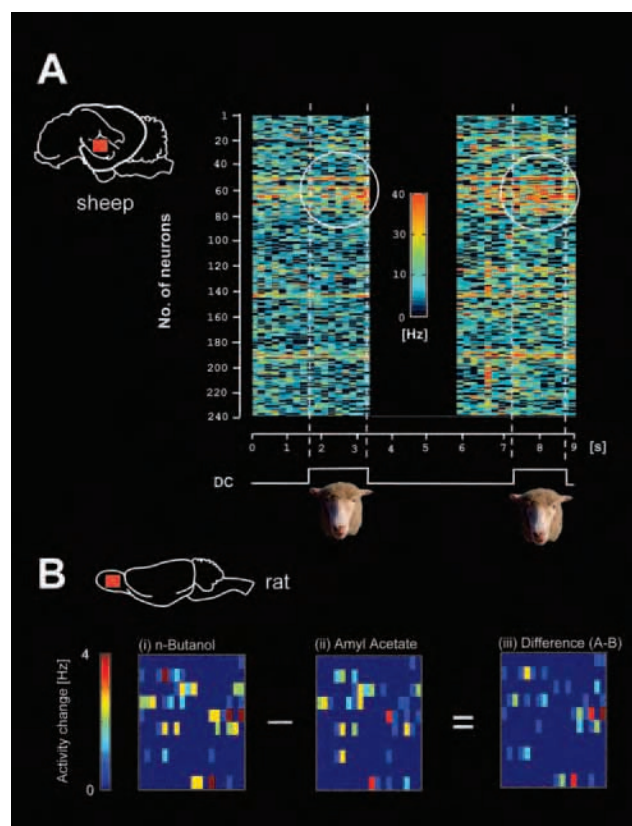 A
sheep
No. of neurons
1
20
40
60
80
100
120
140
160
180
200
220
240
40
30
10
0
[Hz]
0 1 2 3 4 5 6 7 8 9 [s]
DC
B
rat
(i) n-Butanol (ii) Amyl Acetate (iii) Difference (A-B)
Activity change [Hz]
4
0
— =